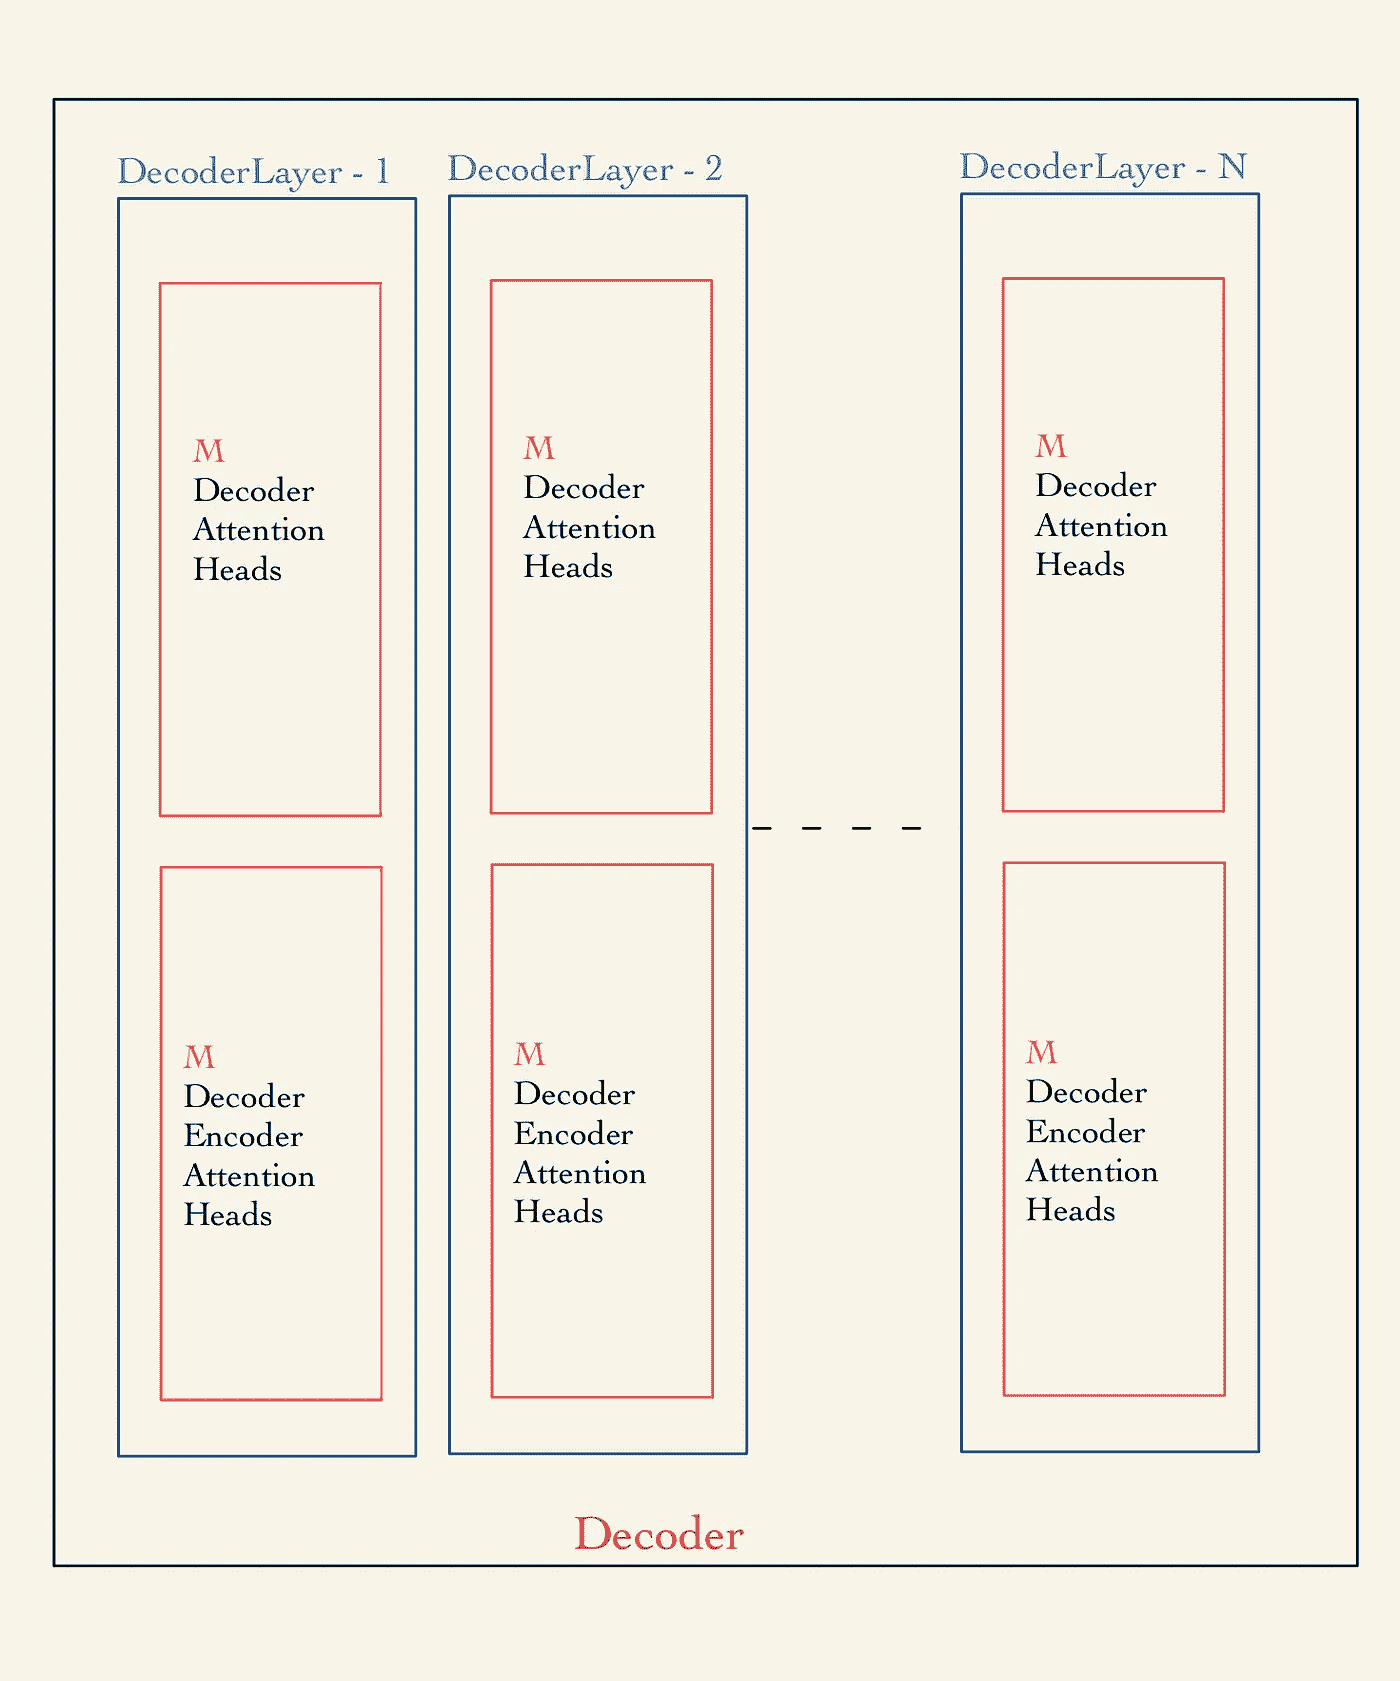 DecoderLayer - 1
DecoderLayer - 2
DecoderLayer - N
M
Decoder
Attention
Heads
M
Decoder
Attention
Heads
M
Decoder
Attention
Heads
M
Decoder
Encoder
Attention
Heads
M
Decoder
Encoder
Attention
Heads
M
Decoder
Encoder
Attention
Heads
Decoder